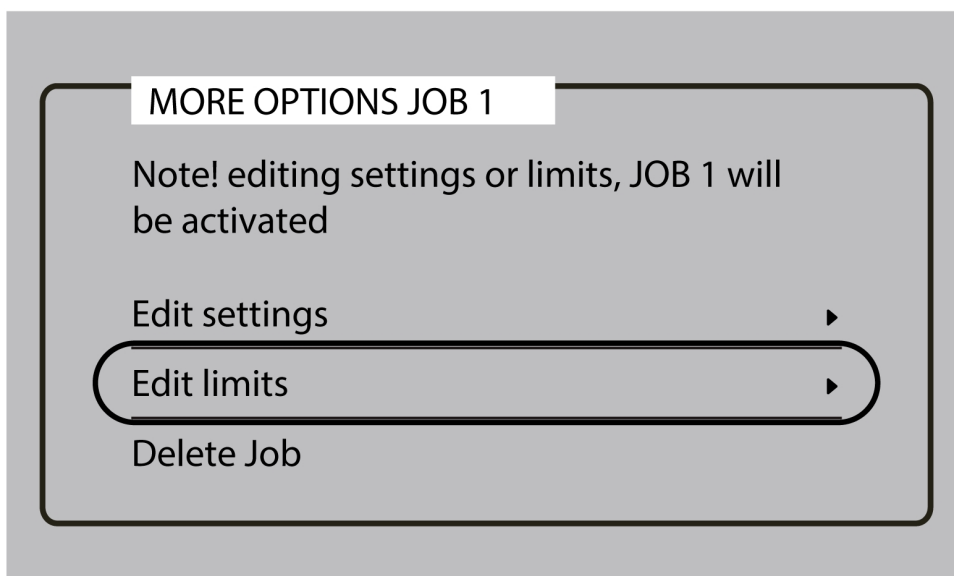 MORE OPTIONS JOB 1
Note! editing settings or limits, JOB 1 will
be activated
Edit settings
Edit limits
Delete Job